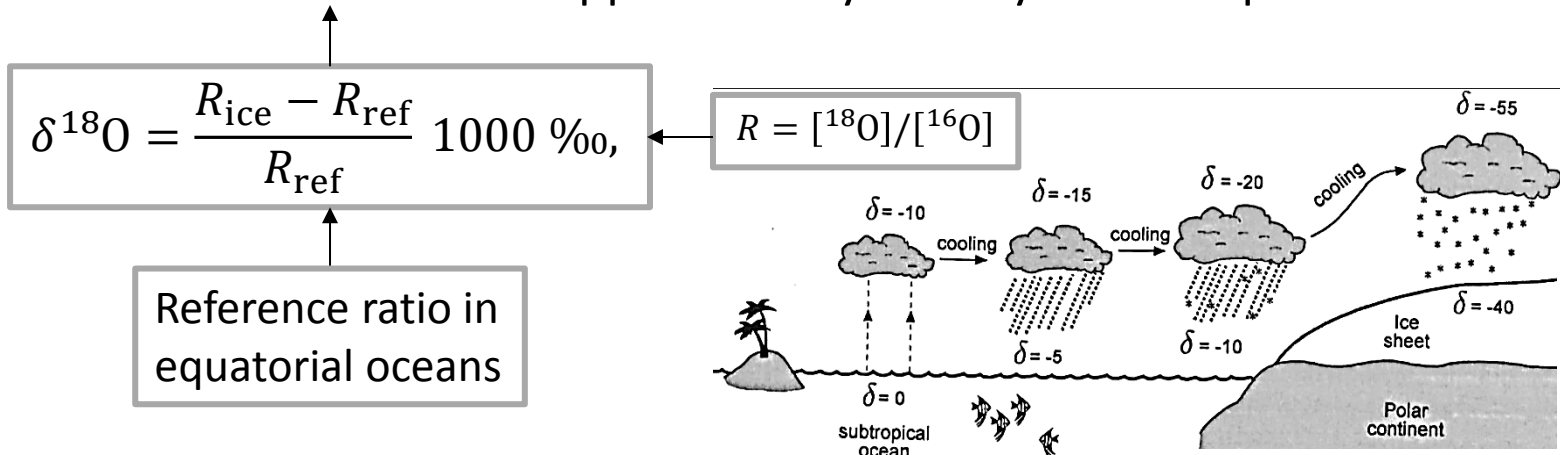 δ¹⁸O = (R_ice − R_ref) / R_ref 1000 ‰,
R = [¹⁸O]/[¹⁶O]
Reference ratio in
equatorial oceans
δ = -55
δ = -20
δ = -15
δ = -10
cooling
cooling
cooling
δ = -40
Ice
sheet
δ = -5
δ = -10
δ = 0
subtropical
ocean
Polar
continent